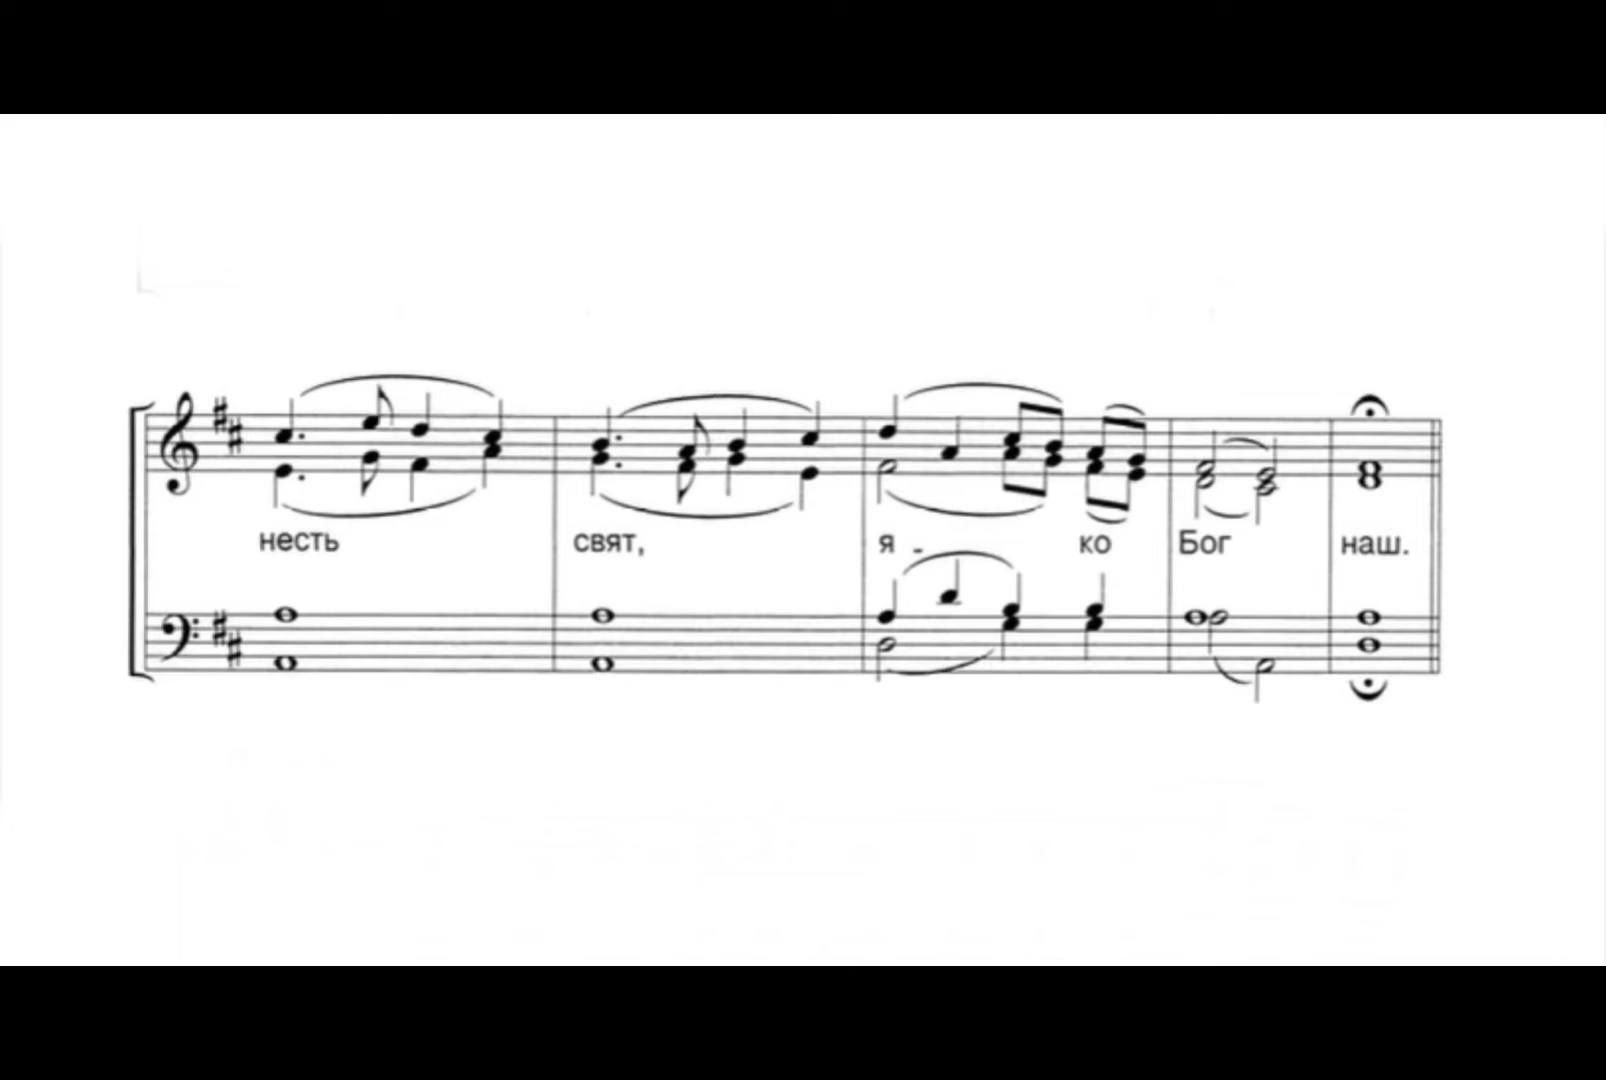 несть свят, я - ко Бог наш.